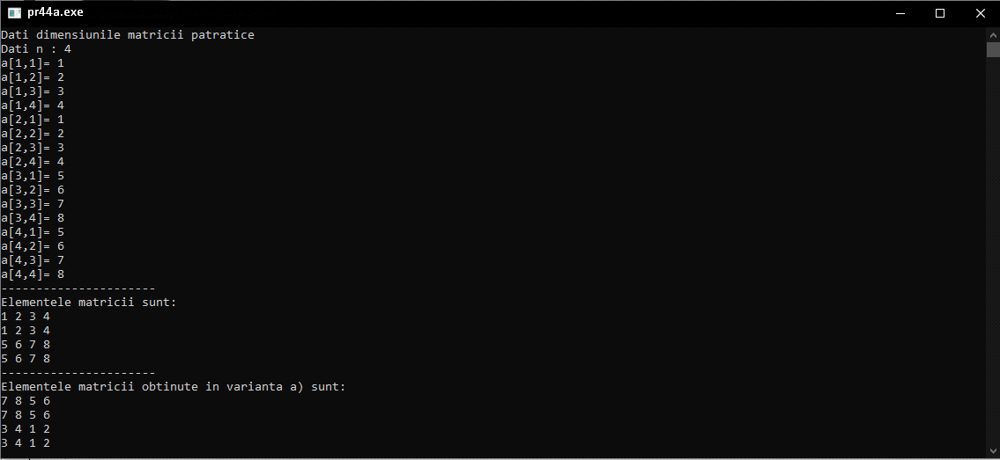 pr44a.exe
Dati dimensiunile matricii patratice
Dati n : 4
a[1,1]= 1
a[1,2]= 2
a[1,3]= 3
a[1,4]= 4
a[2,1]= 1
a[2,2]= 2
a[2,3]= 3
a[2,4]= 4
a[3,1]= 5
a[3,2]= 6
a[3,3]= 7
a[3,4]= 8
a[4,1]= 5
a[4,2]= 6
a[4,3]= 7
a[4,4]= 8
----------------------
Elementele matricii sunt:
1 2 3 4
1 2 3 4
5 6 7 8
5 6 7 8
----------------------
Elementele matricii obtinute in varianta a) sunt:
7 8 5 6
7 8 5 6
3 4 1 2
3 4 1 2